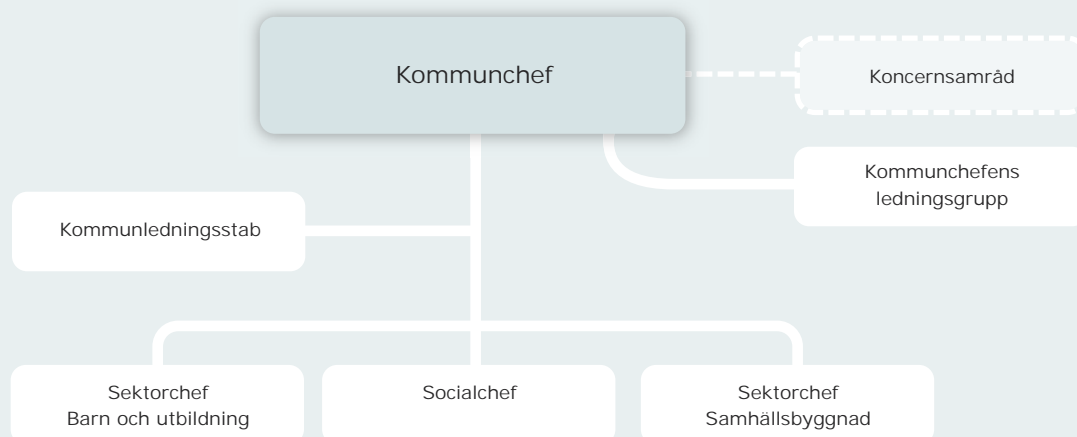 Kommunchef
Koncernsamråd
Kommunchefens
ledningsgrupp
Kommunledningsstab
Sektorchef
Barn och utbildning
Socialchef
Sektorchef
Samhällsbyggnad